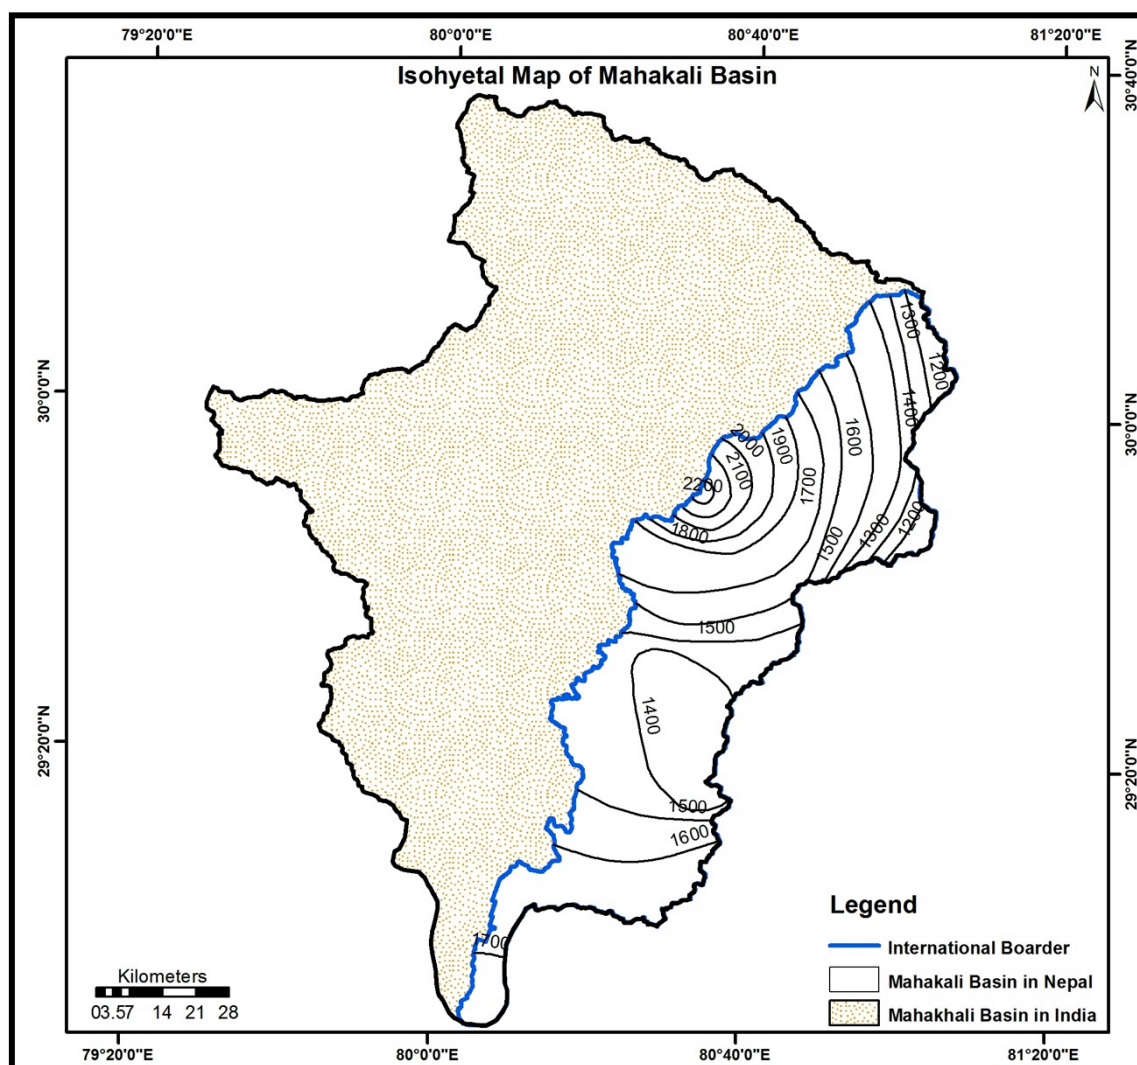 79°20'0"E
80°0'0"E
80°40'0"E
81°20'0"E
Isohyetal Map of Mahakali Basin
N
30°40'0"N
1300
1200
30°0'0"N
1400
30°0'0"N
1600
2000
1900
2100
2200
1700
1200
1800
1300
1500
1500
1400
29°20'0"N
29°20'0"N
1500
1600
Legend
1700
International Boarder
Kilometers
Mahakali Basin in Nepal
03.57 14 21 28
Mahakhali Basin in India
79°20'0"E
80°0'0"E
80°40'0"E
81°20'0"E